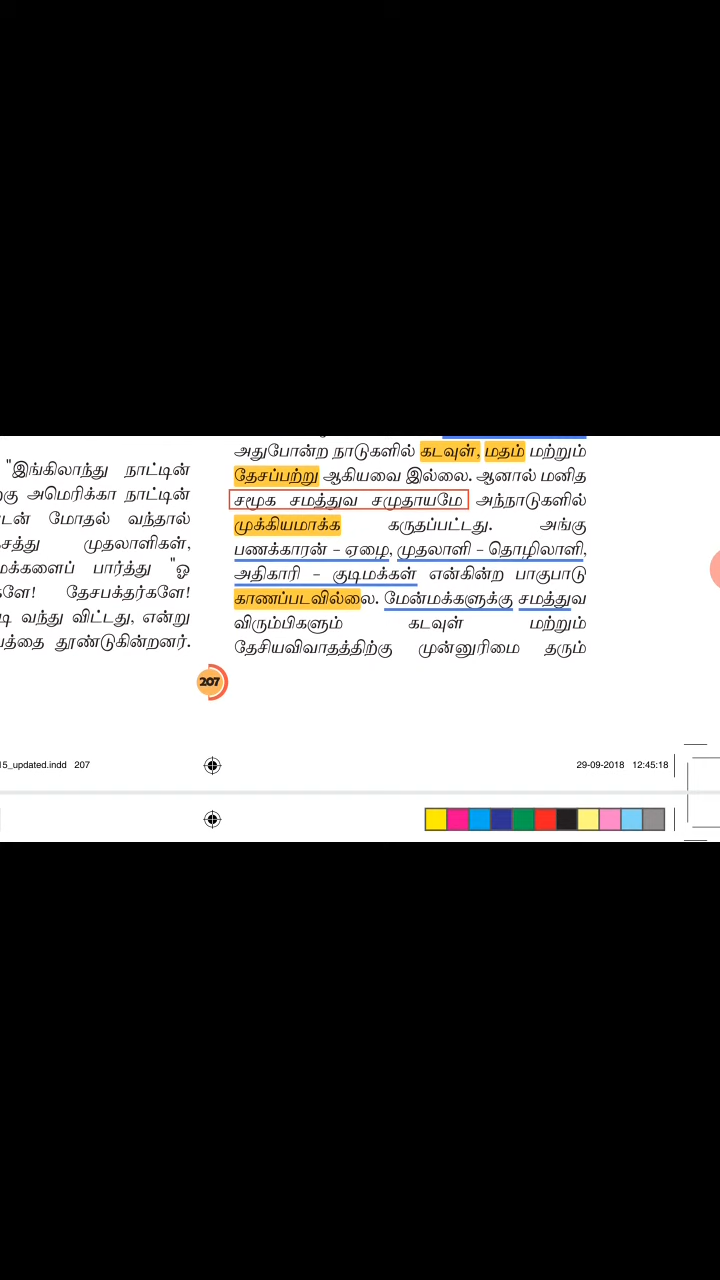 "இங்கிலாந்து நாட்டின்
அமெரிக்கா நாட்டின்
மோதல் வந்தால்
முதலாளிகள்,
பார்த்து "ஓ
தேசபக்தர்களே!
வந்து விட்டது, என்று
தூண்டுகின்றனர்.
அதுபோன்ற நாடுகளில் கடவுள், மதம் மற்றும்
தேசப்பற்று ஆகியவை இல்லை. ஆனால் மனித
சமூக சமத்துவ சமுதாயமே அந்நாடுகளில்
முக்கியமாக்க கருதப்பட்டது. அங்கு
பணக்காரன் – ஏழை, முதலாளி – தொழிலாளி,
அதிகாரி – குடிமக்கள் என்கின்ற பாகுபாடு
காணப்படவில்லை. மேன்மக்களுக்கு சமத்துவ
விரும்பிகளும் கடவுள் மற்றும்
தேசியவிவாதத்திற்கு முன்னுரிமை தரும்
207
15_updated.indd 207
29-09-2018 12:45:18